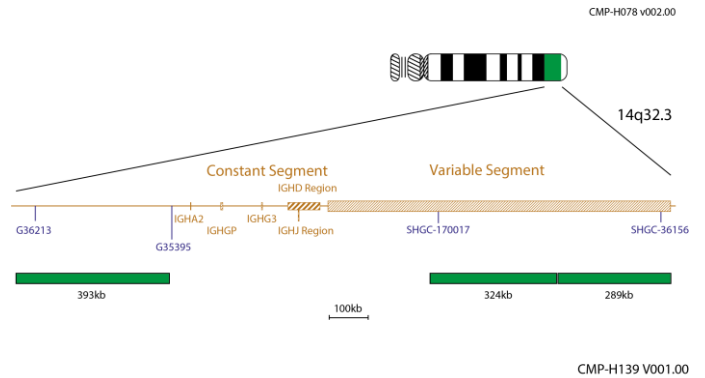 CMP-H078 v002.00
14q32.3
Constant Segment
Variable Segment
IGHD Region
IGHA2
IGHG3
IGHGP
IGHJ Region
G36213
G35395
SHGC-170017
SHGC-36156
393kb
324kb
289kb
100kb
CMP-H139 V001.00